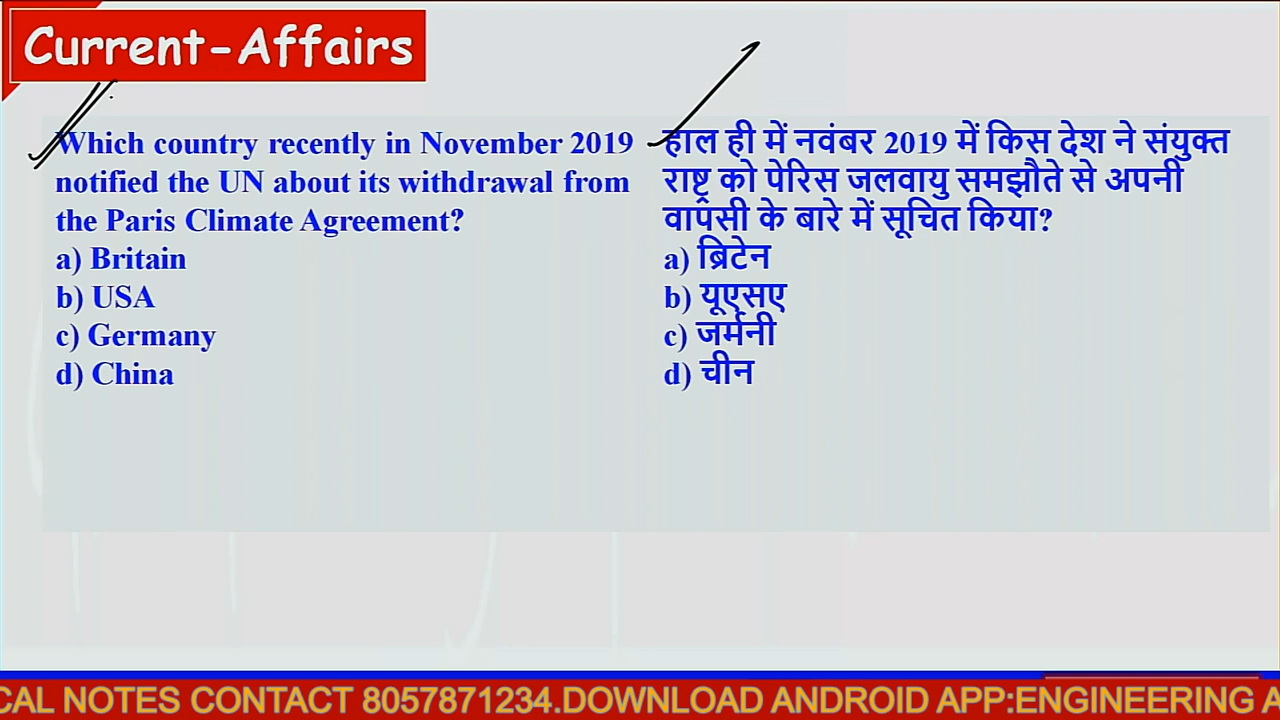 Current-Affairs
Which country recently in November 2019
notified the UN about its withdrawal from
the Paris Climate Agreement?
a) Britain
b) USA
c) Germany
d) China
हाल ही में नवंबर 2019 में किस देश ने संयुक्त
राष्ट्र को पेरिस जलवायु समझौते से अपनी
वापसी के बारे में सूचित किया?
a) ब्रिटेन
b) यूएसए
c) जर्मनी
d) चीन
CAL NOTES CONTACT 8057871234.DOWNLOAD ANDROID APP:ENGINEERING A